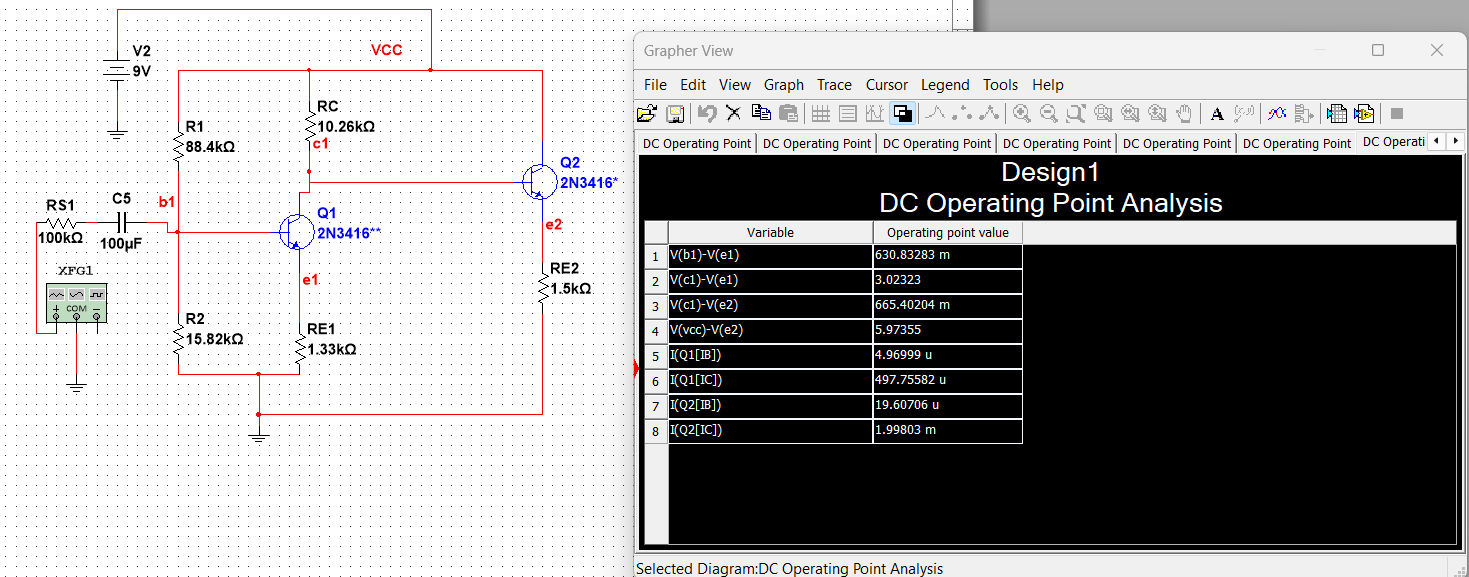 V2
9V
VCC
RC
10.26kΩ
c1
R1
88.4kΩ
Q2
2N3416*
C5
b1
RS1
100kΩ
100µF
Q1
2N3416**
e2
XFG1
COM
e1
RE2
1.5kΩ
R2
15.82kΩ
RE1
1.33kΩ
Grapher View
File Edit View Graph Trace Cursor Legend Tools Help
DC Operating Point DC Operating Point DC Operating Point DC Operating Point DC Operating Point DC Operating Point DC Operati
Design1
DC Operating Point Analysis
Variable Operating point value
1 V(b1)-V(e1) 630.83283 m
2 V(c1)-V(e1) 3.02323
3 V(c1)-V(e2) 665.40204 m
4 V(vcc)-V(e2) 5.97355
5 I(Q1[IB]) 4.96999 u
6 I(Q1[IC]) 497.75582 u
7 I(Q2[IB]) 19.60706 u
8 I(Q2[IC]) 1.99803 m
Selected Diagram:DC Operating Point Analysis